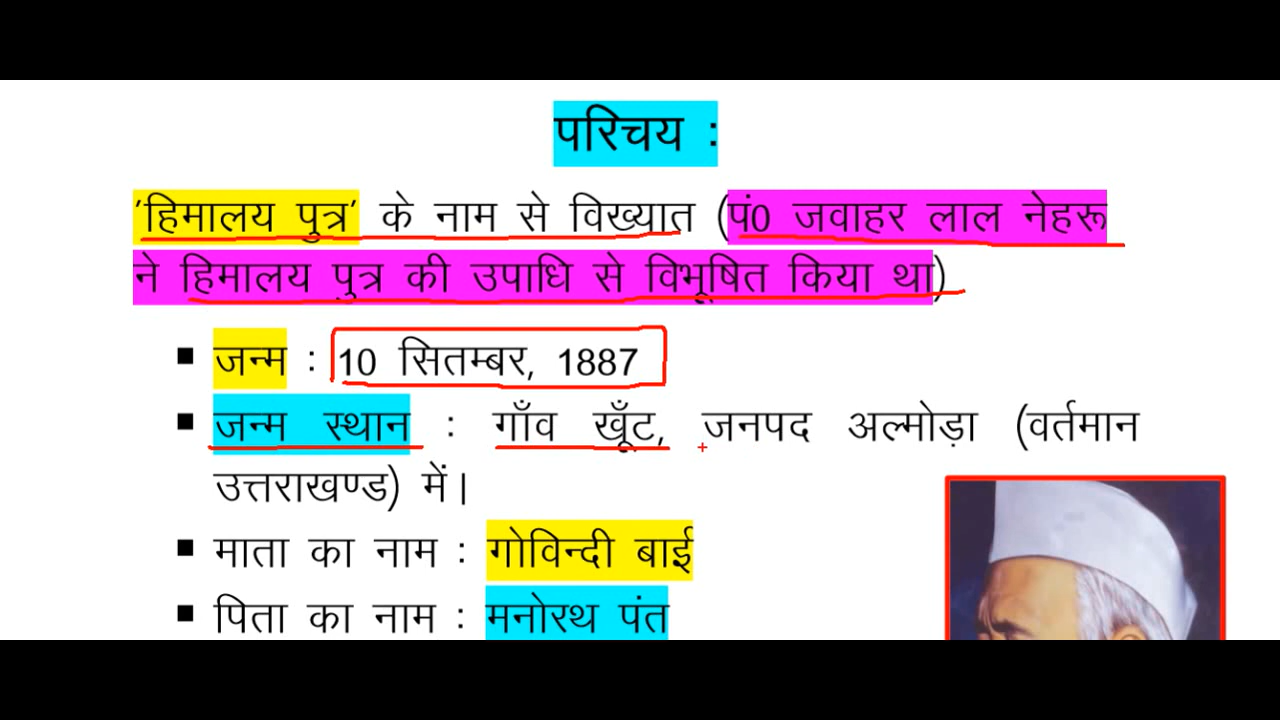 परिचय :
'हिमालय पुत्र' के नाम से विख्यात (पं0 जवाहर लाल नेहरू
ने हिमालय पुत्र की उपाधि से विभूषित किया था)
▪ जन्म : 10 सितम्बर, 1887
▪ जन्म स्थान : गाँव खूँट, जनपद अल्मोड़ा (वर्तमान
उत्तराखण्ड) में।
▪ माता का नाम : गोविन्दी बाई
▪ पिता का नाम : मनोरथ पंत